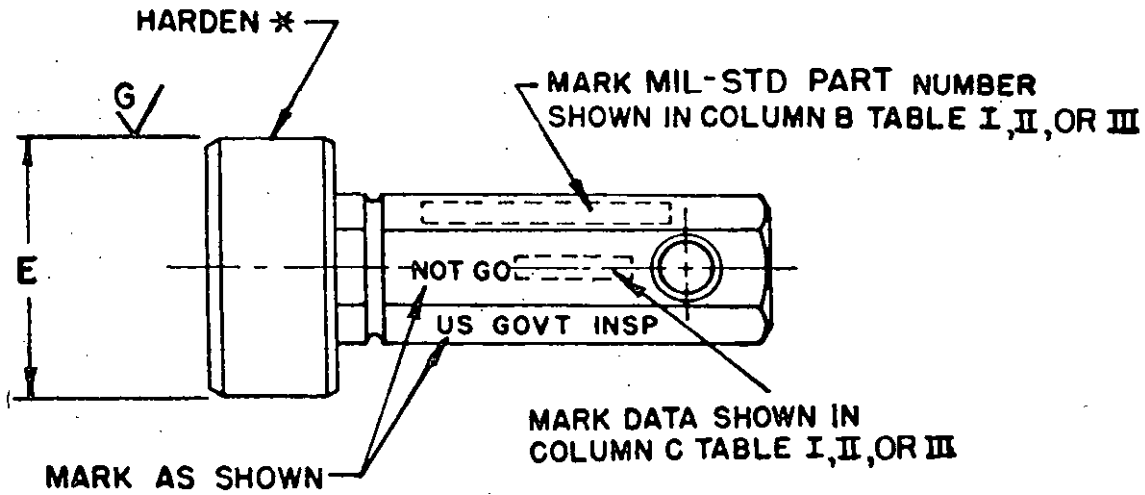 HARDEN *
G
MARK MIL-STD PART NUMBER
SHOWN IN COLUMN B TABLE I, II, OR III
E
NOT GO
US GOVT INSP
MARK DATA SHOWN IN
COLUMN C TABLE I, II, OR III
MARK AS SHOWN